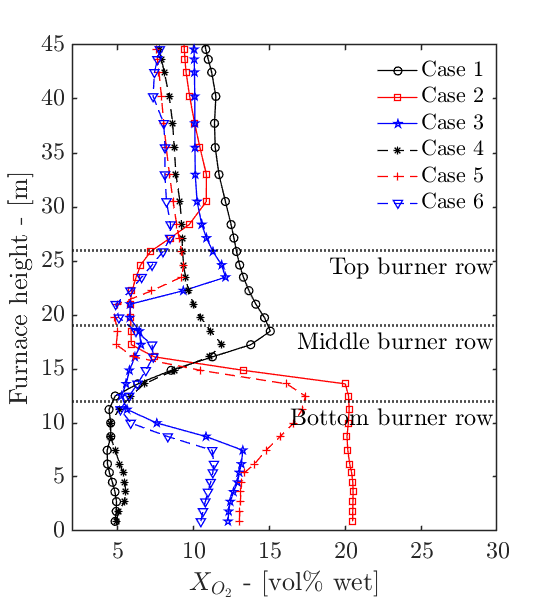 45
40
35
30
25
20
15
10
5
0
Furnace height - [m]
Case 1
Case 2
Case 3
Case 4
Case 5
Case 6
Top burner row
Middle burner row
Bottom burner row
5 10 15 20 25 30
X_{O_2} - [vol% wet]